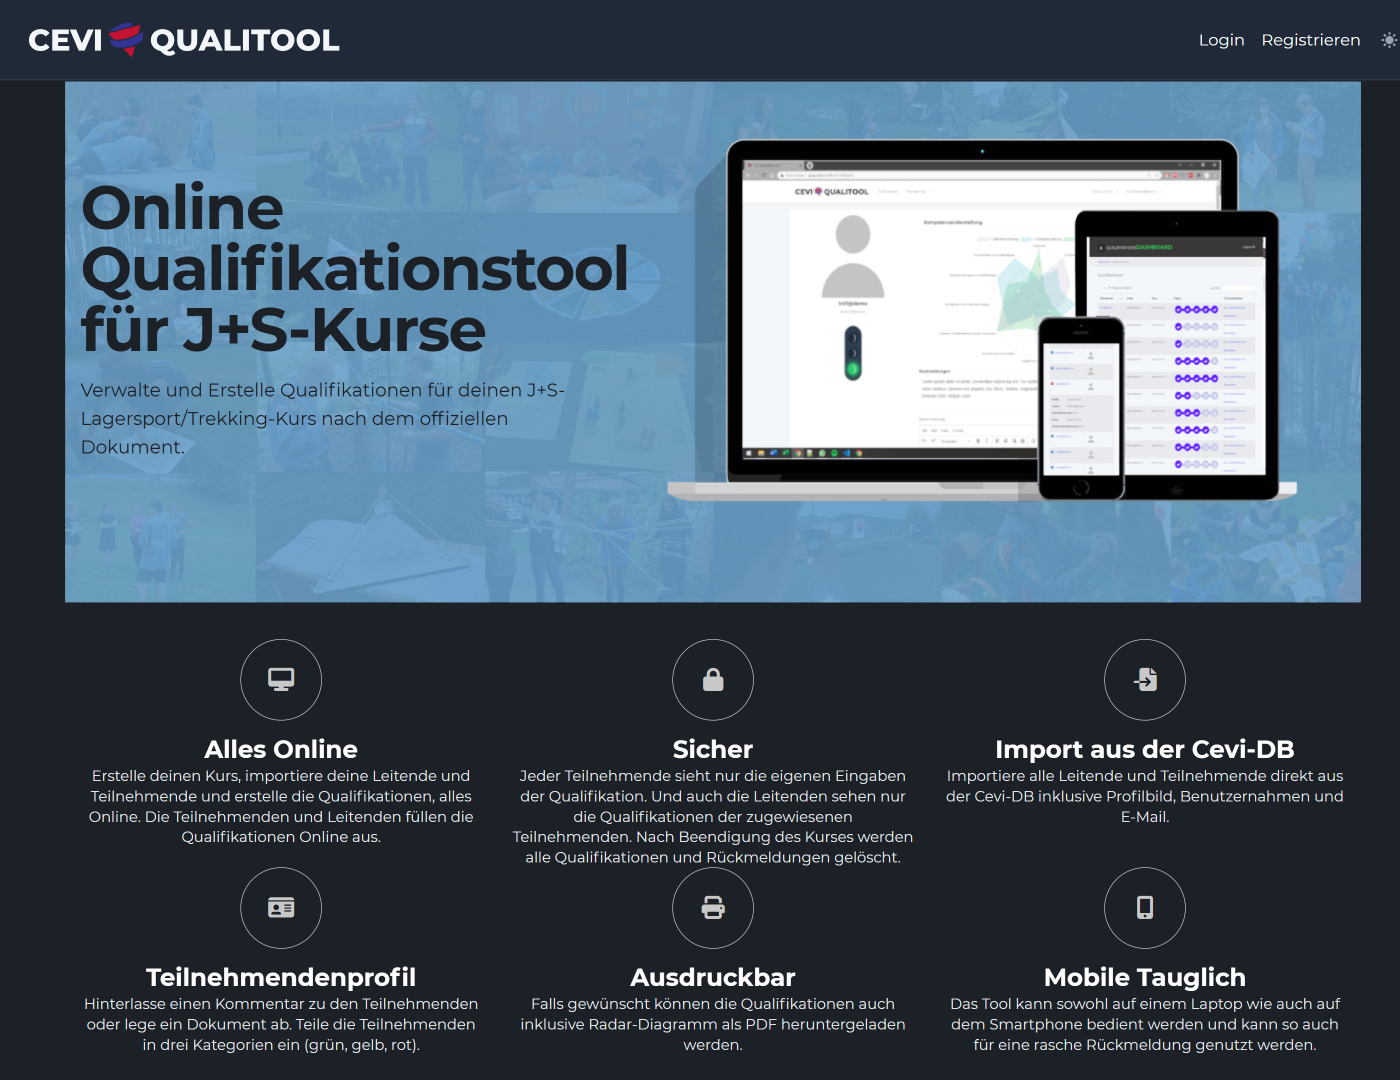 CEVI QUALITOOL
Login Registrieren
Online
Qualifikationstool
für J+S-Kurse
Verwalte und Erstelle Qualifikationen für deinen J+S-
Lagersport/Trekking-Kurs nach dem offiziellen
Dokument.
CEVI QUALITOOL
Kompetenzendarstellung
QUALIFIKATIONSDASHBOARD
Alles Online
Erstelle deinen Kurs, importiere deine Leitende und
Teilnehmende und erstelle die Qualifikationen, alles
Online. Die Teilnehmenden und Leitenden füllen die
Qualifikationen Online aus.
Sicher
Jeder Teilnehmende sieht nur die eigenen Eingaben
der Qualifikation. Und auch die Leitenden sehen nur
die Qualifikationen der zugewiesenen
Teilnehmenden. Nach Beendigung des Kurses werden
alle Qualifikationen und Rückmeldungen gelöscht.
Import aus der Cevi-DB
Importiere alle Leitende und Teilnehmende direkt aus
der Cevi-DB inklusive Profilbild, Benutzernahmen und
E-Mail.
Teilnehmendenprofil
Hinterlasse einen Kommentar zu den Teilnehmenden
oder lege ein Dokument ab. Teile die Teilnehmenden
in drei Kategorien ein (grün, gelb, rot).
Ausdruckbar
Falls gewünscht können die Qualifikationen auch
inklusive Radar-Diagramm als PDF heruntergeladen
werden.
Mobile Tauglich
Das Tool kann sowohl auf einem Laptop wie auch auf
dem Smartphone bedient werden und kann so auch
für eine rasche Rückmeldung genutzt werden.